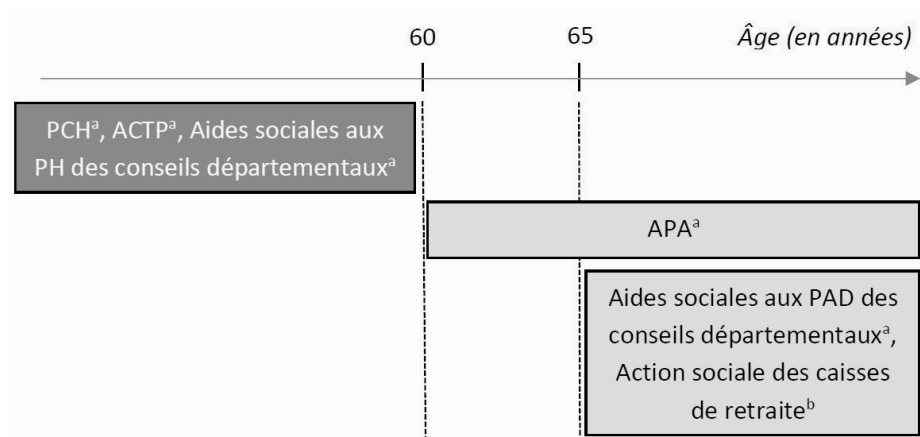 60 65 Âge (en années)
PCHᵃ, ACTPᵃ, Aides sociales aux
PH des conseils départementauxᵃ
APAᵃ
Aides sociales aux PAD des
conseils départementauxᵃ,
Action sociale des caisses
de retraiteᵇ